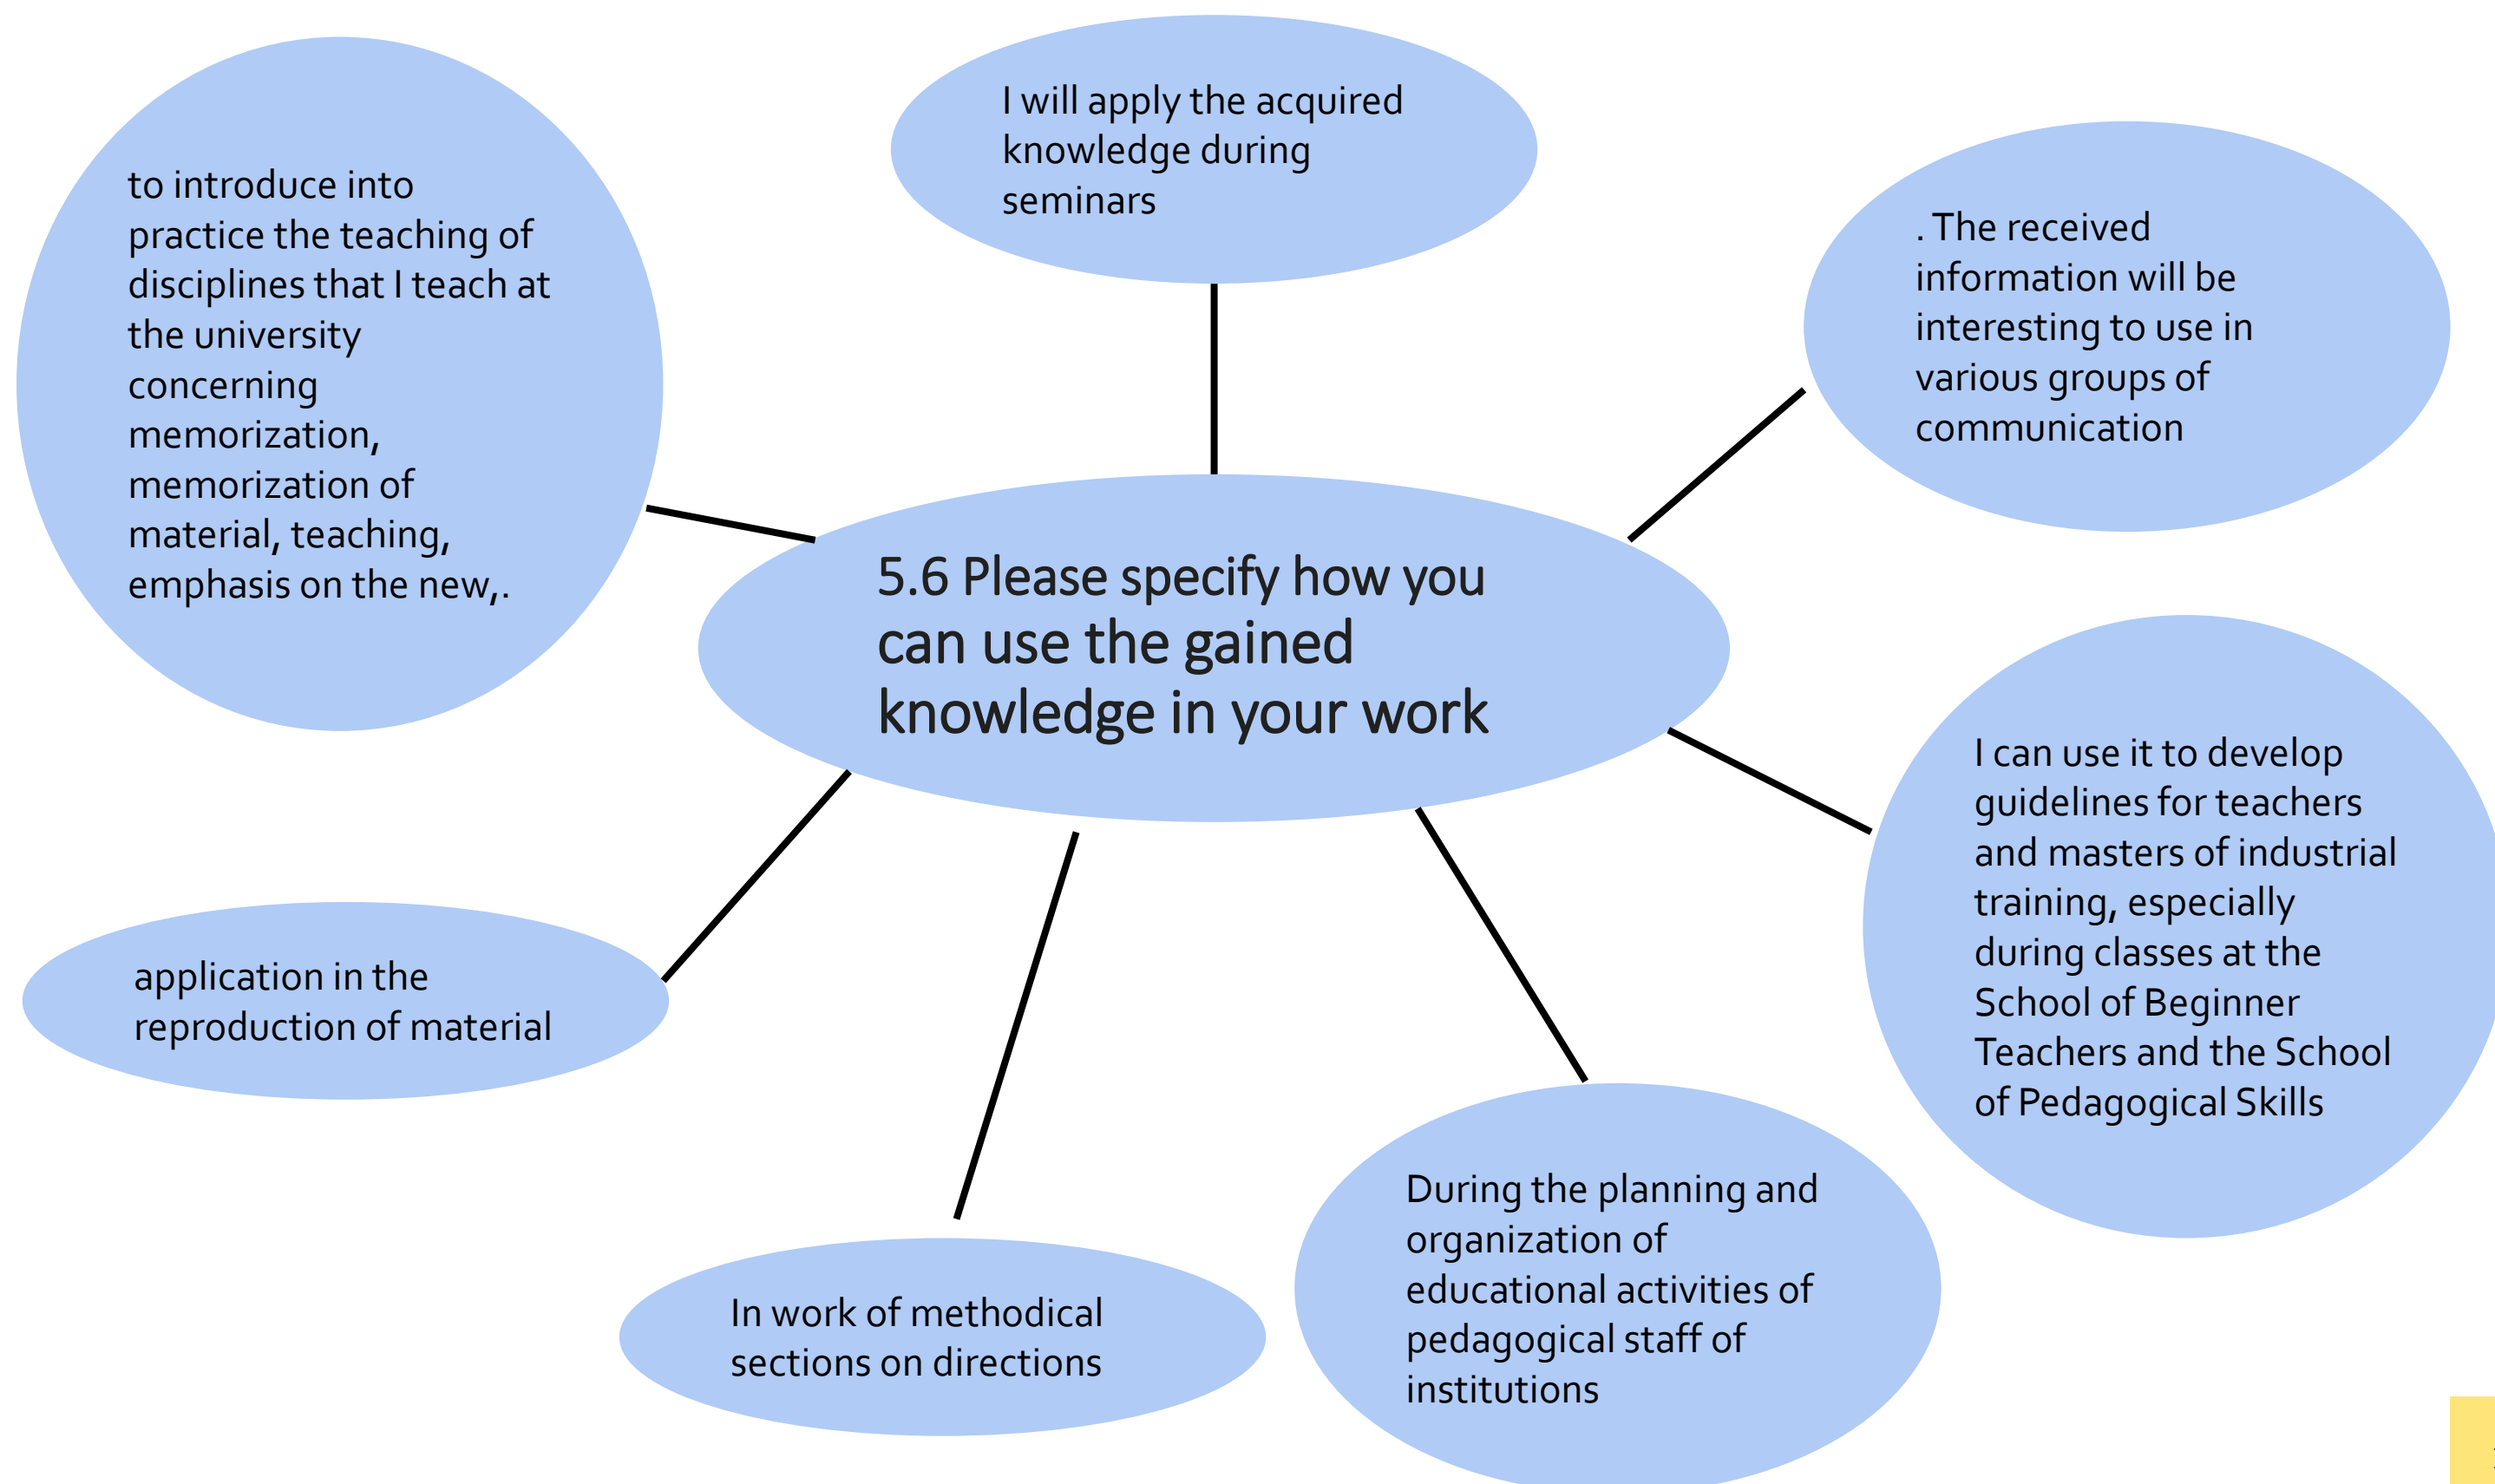 I will apply the acquired
knowledge during
seminars
to introduce into
practice the teaching of
disciplines that I teach at
the university
concerning
memorization,
memorization of
material, teaching,
emphasis on the new,.
. The received
information will be
interesting to use in
various groups of
communication
5.6 Please specify how you
can use the gained
knowledge in your work
I can use it to develop
guidelines for teachers
and masters of industrial
training, especially
during classes at the
School of Beginner
Teachers and the School
of Pedagogical Skills
application in the
reproduction of material
During the planning and
organization of
educational activities of
pedagogical staff of
institutions
In work of methodical
sections on directions